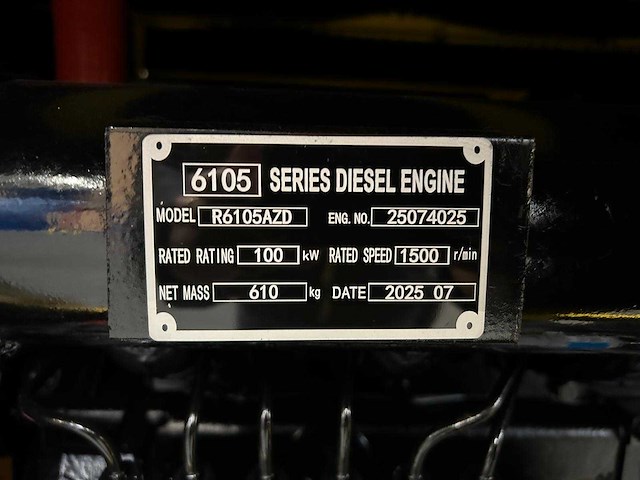 6105 SERIES DIESEL ENGINE
MODEL R6105AZD ENG. NO. 25074025
RATED RATING 100 kW RATED SPEED 1500 r/min
NET MASS 610 kg DATE 2025 07